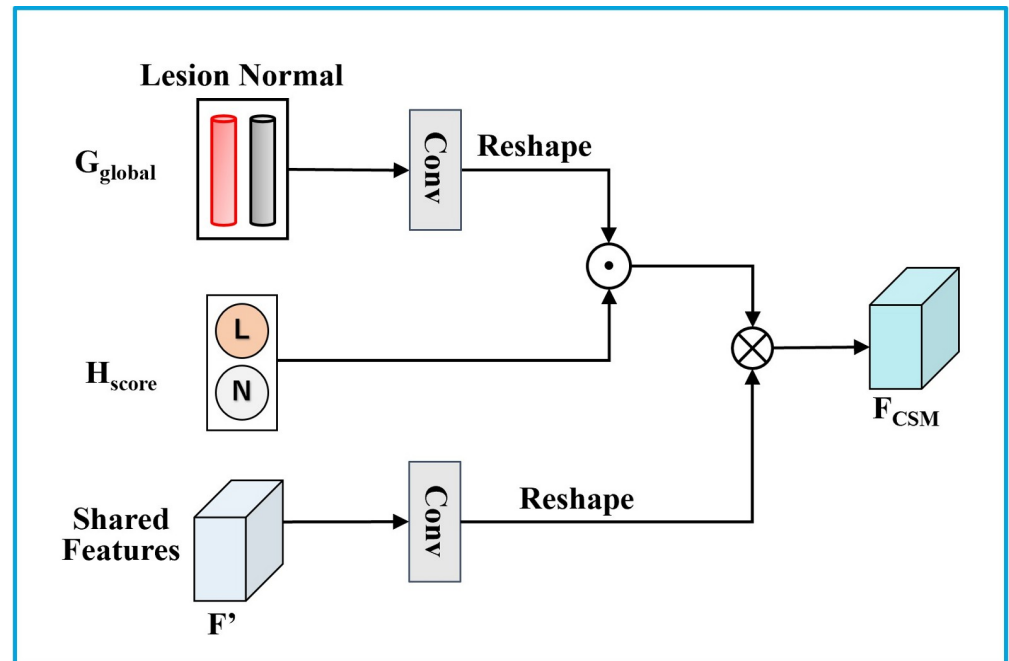 Lesion Normal
G_global
Conv
Reshape
H_score
L
N
F_CSM
Shared
Features
Conv
Reshape
F’